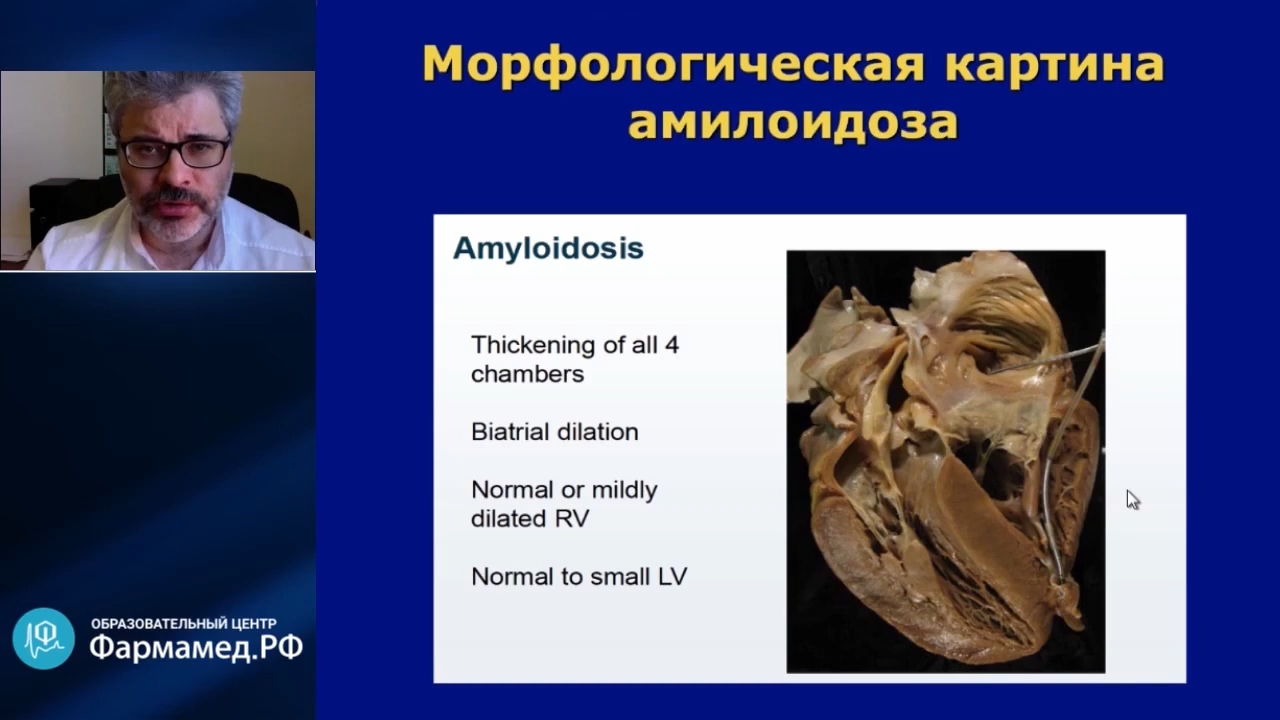 Морфологическая картина
амилоидоза
Amyloidosis
Thickening of all 4
chambers
Biatrial dilation
Normal or mildly
dilated RV
Normal to small LV
ОБРАЗОВАТЕЛЬНЫЙ ЦЕНТР
Фармамед.РФ